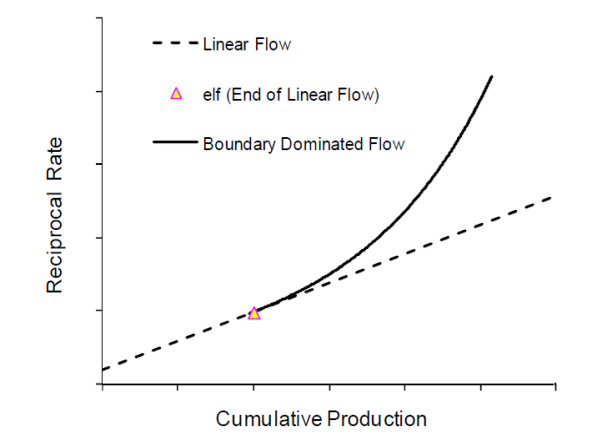 Linear Flow
elf (End of Linear Flow)
Boundary Dominated Flow
Reciprocal Rate
Cumulative Production